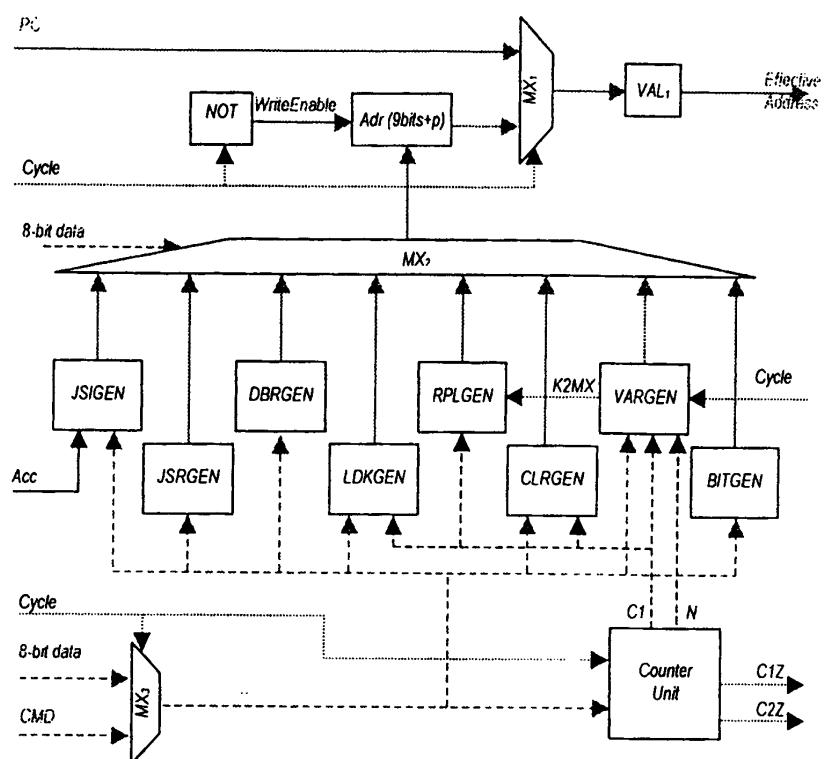 PC
MX₁
VAL₁
Effective
Address
NOT
WriteEnable
Adr (9bits+p)
Cycle
8-bit data
MX₂
JSIGEN
DBRGEN
RPLGEN
K2MX
VARGEN
Cycle
Acc
JSRGEN
LDKGEN
CLRGEN
BITGEN
Cycle
C1
N
8-bit data
MX₃
CMD
Counter
Unit
C1Z
C2Z